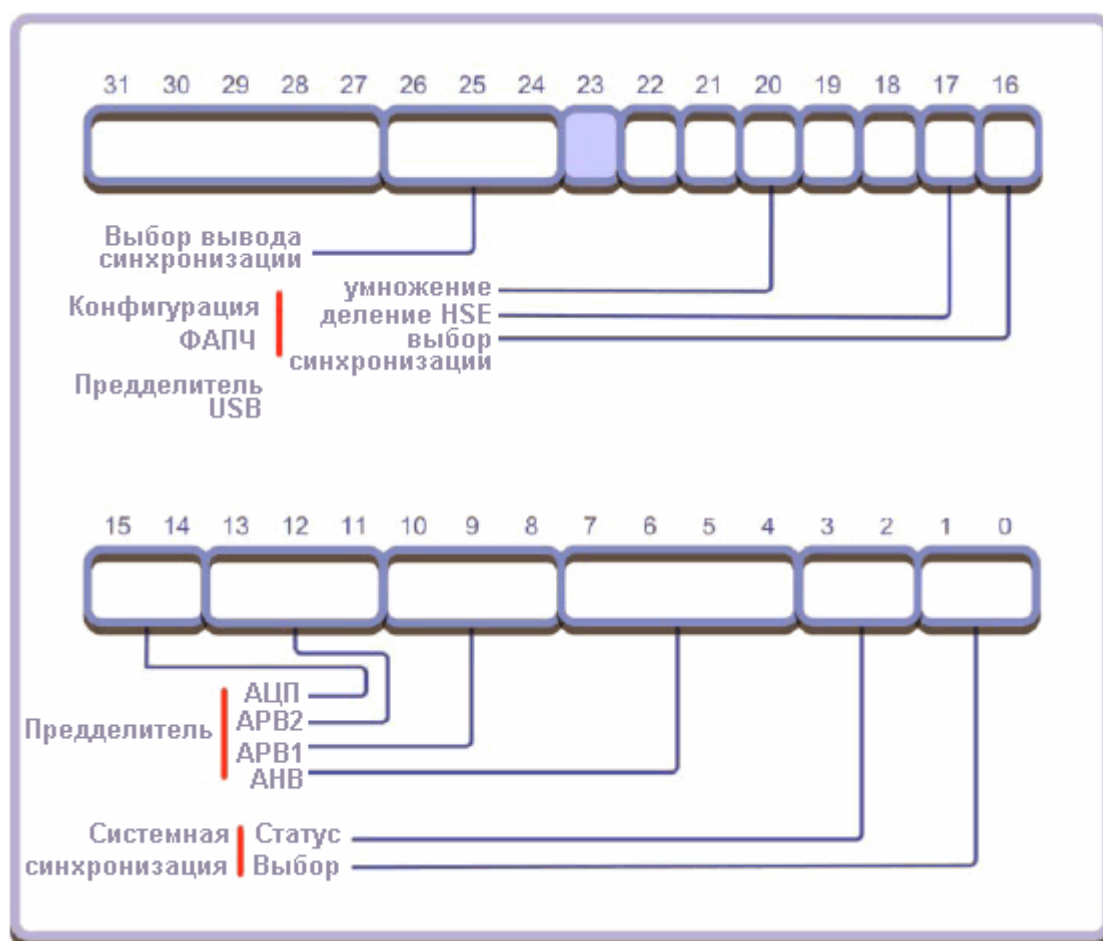 31 30 29 28 27 26 25 24 23 22 21 20 19 18 17 16
Выбор вывода
синхронизации
умножение
деление HSE
выбор
синхронизации
Конфигурация
ФАПЧ
Предделитель
USB
15 14 13 12 11 10 9 8 7 6 5 4 3 2 1 0
АЦП
APB2
APB1
AHB
Предделитель
Системная
синхронизация
Статус
Выбор